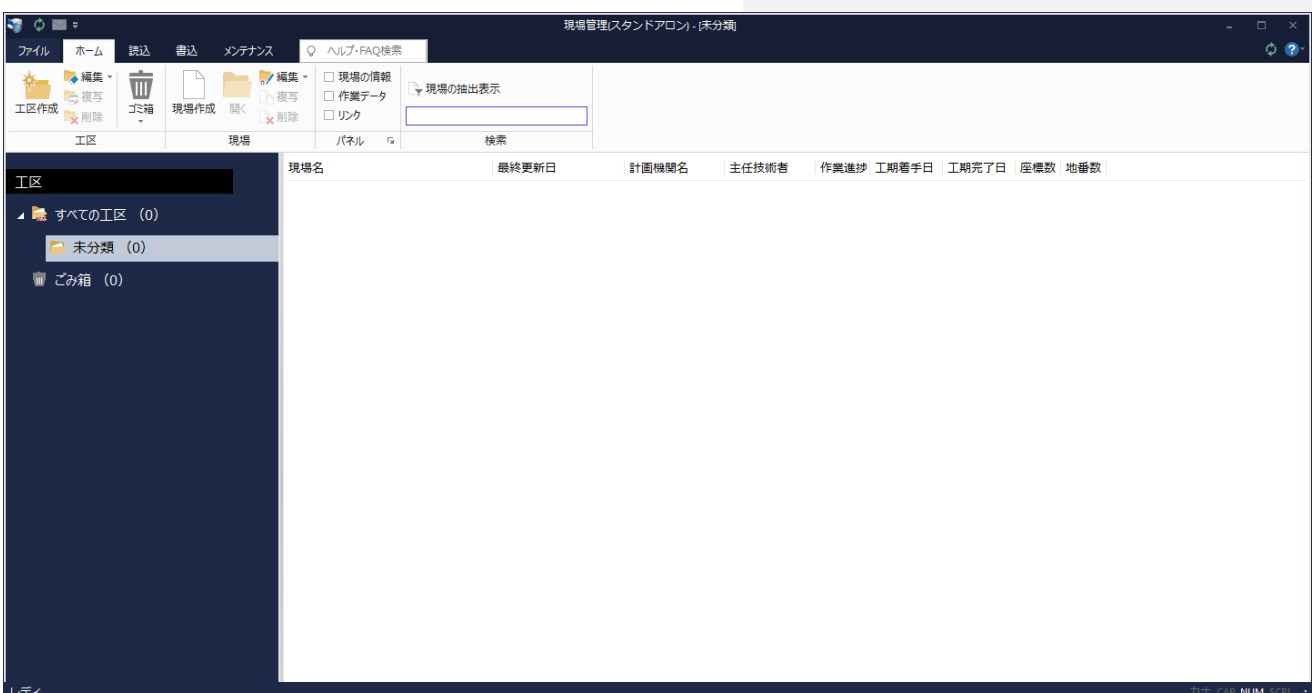 現場管理(スタンドアロン) - [未分類]
ファイル ホーム 読込 書込 メンテナンス ヘルプ・FAQ検索
工区作成 編集 複写 削除 ゴミ箱
工区
現場作成 開く 編集 複写 削除
現場
現場の情報
作業データ
リンク
パネル
現場の抽出表示
検索
工区
すべての工区 (0)
未分類 (0)
ごみ箱 (0)
現場名 最終更新日 計画機関名 主任技術者 作業進捗 工期着手日 工期完了日 座標数 地番数
レディ
カナ CAP NUM SCRL